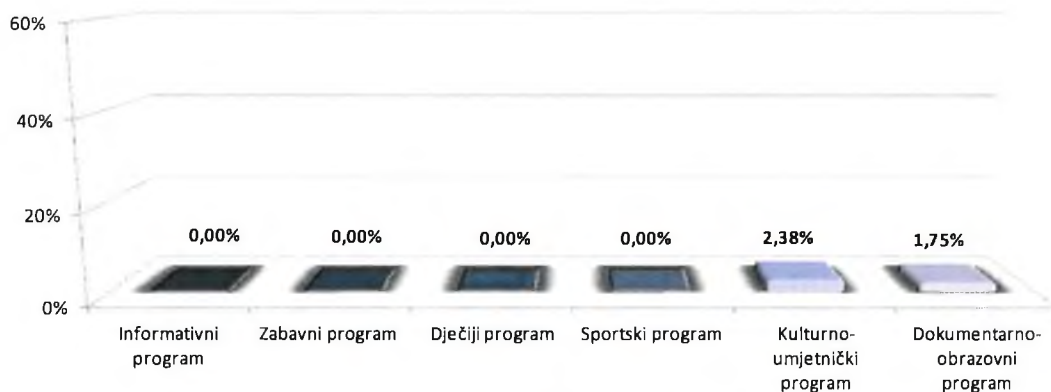 60%
40%
20%
0%
0,00%
0,00%
0,00%
0,00%
2,38%
1,75%
Informativni
program
Zabavni program
Dječiji program
Sportski program
Kulturno-
umjetnički
program
Dokumentarno-
obrazovni
program